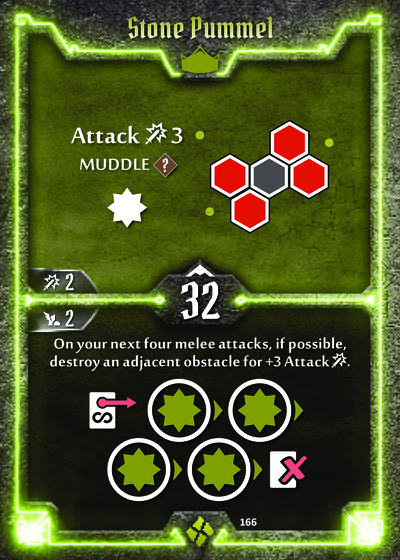 Stone Pummel
Attack 3
MUDDLE ?
2
32
2
On your next four melee attacks, if possible,
destroy an adjacent obstacle for +3 Attack.
S
166